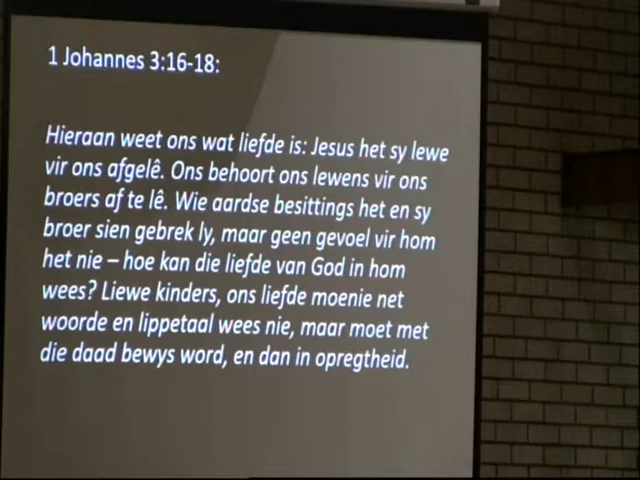 1 Johannes 3:16-18:
Hieraan weet ons wat liefde is: Jesus het sy lewe
vir ons afgelê. Ons behoort ons lewens vir ons
broers af te lê. Wie aardse besittings het en sy
broer sien gebrek ly, maar geen gevoel vir hom
het nie – hoe kan die liefde van God in hom
wees? Liewe kinders, ons liefde moenie net
woorde en lippetaal wees nie, maar moet met
die daad bewys word, en dan in opregtheid.